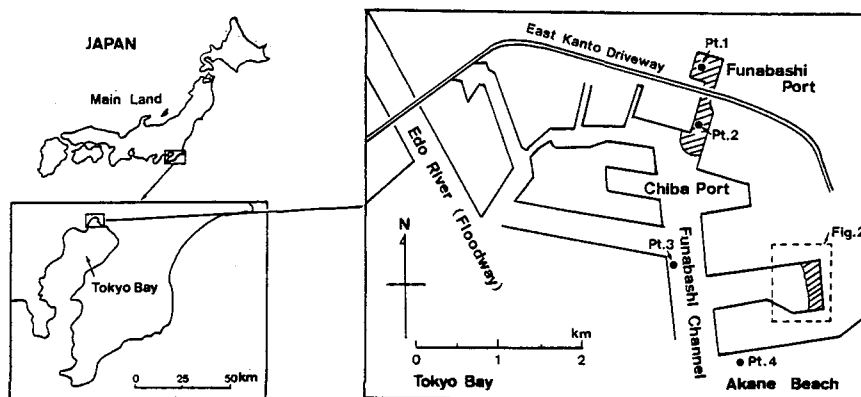 JAPAN
Main Land
Tokyo Bay
0 25 50km
East Kanto Driveway
Pt.1
Funabashi
Port
Pt.2
Edo River (Floodway)
Chiba Port
N
Pt.3
Funabashi Channel
Fig.2
km
0 1 2
Tokyo Bay
Pt.4
Akane Beach